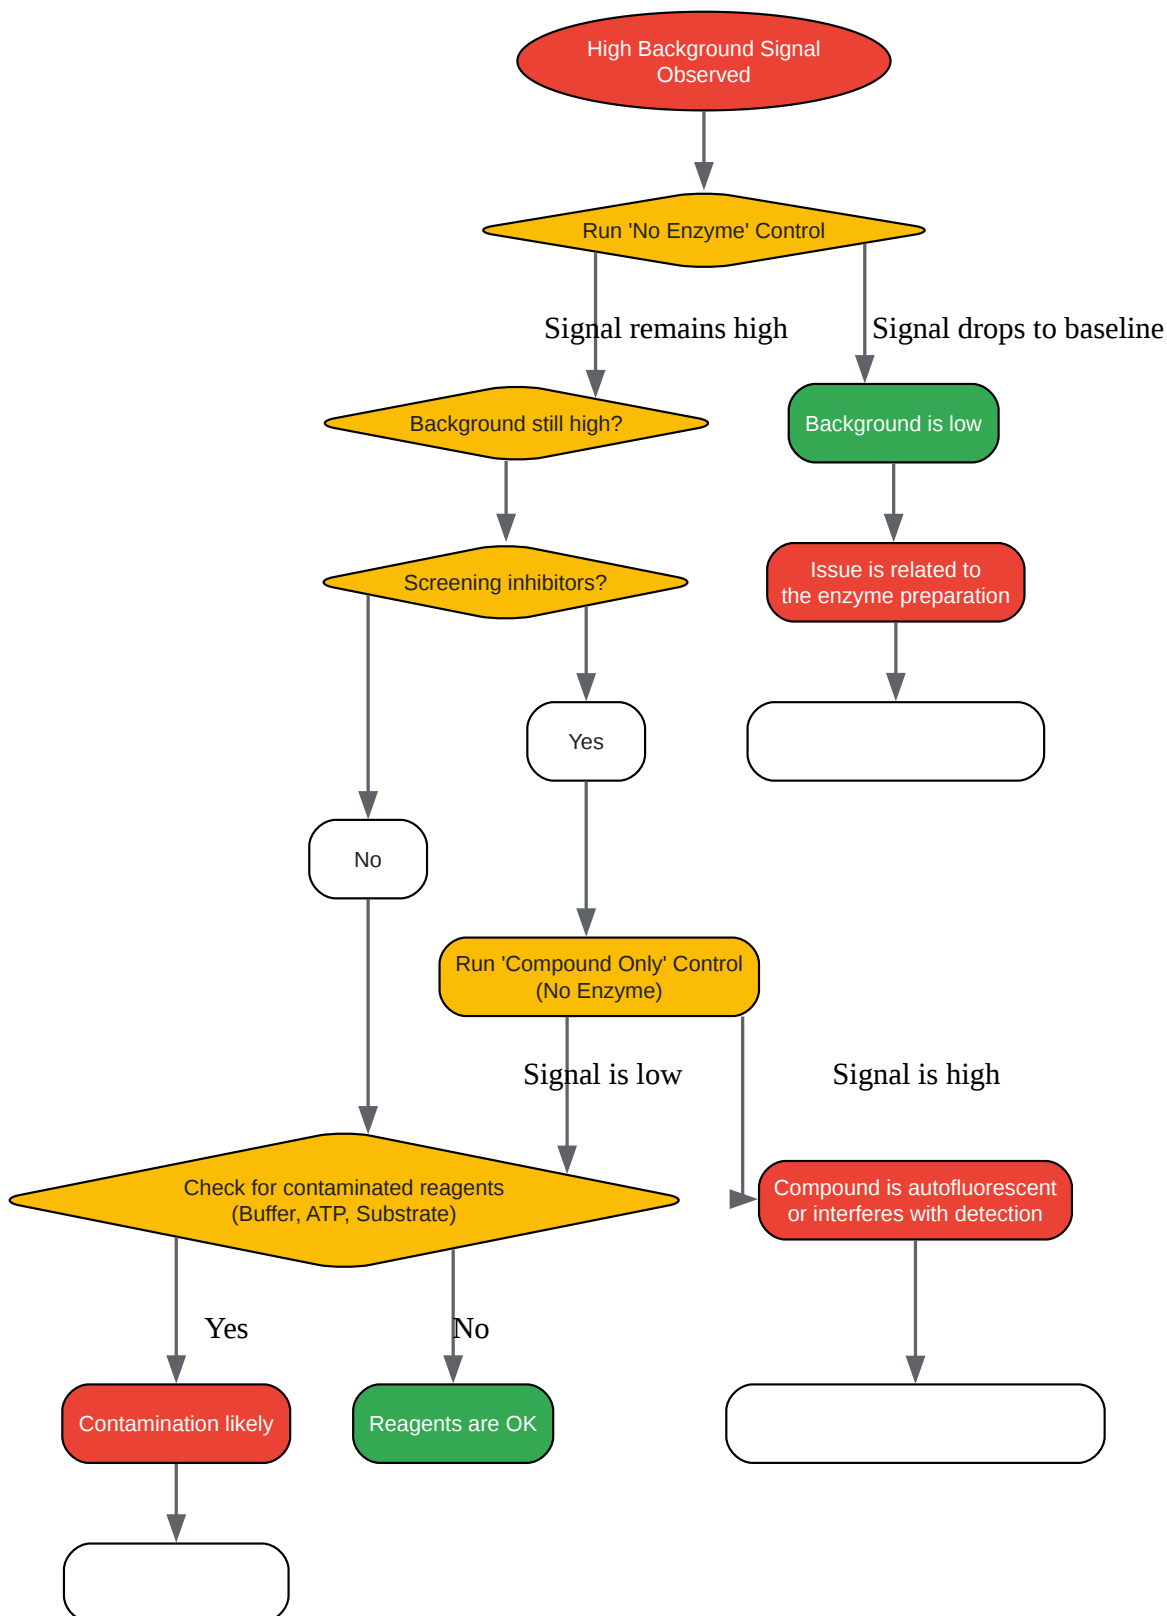 High Background Signal
Observed
Run 'No Enzyme' Control
Signal remains high
Signal drops to baseline
Background still high?
Background is low
Screening inhibitors?
Issue is related to
the enzyme preparation
Yes
No
Run 'Compound Only' Control
(No Enzyme)
Signal is low
Signal is high
Check for contaminated reagents
(Buffer, ATP, Substrate)
Compound is autofluorescent
or interferes with detection
Yes
No
Contamination likely
Reagents are OK